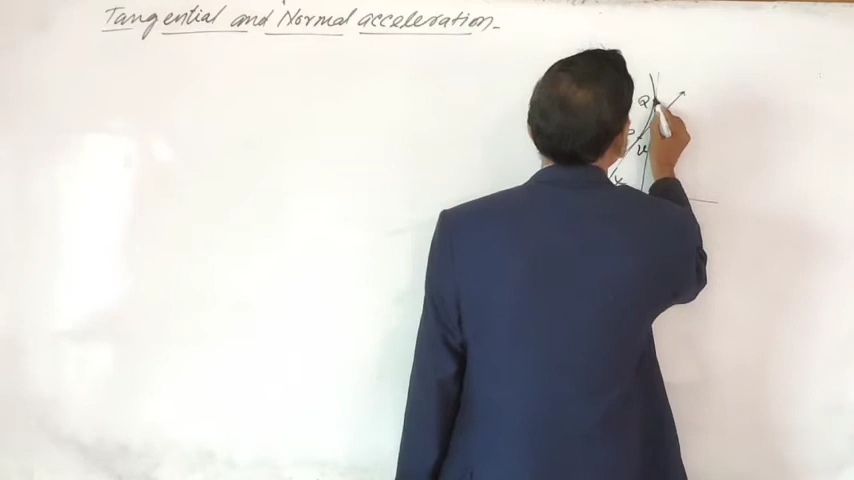 Tangential and Normal acceleration-
Q
P
ψ